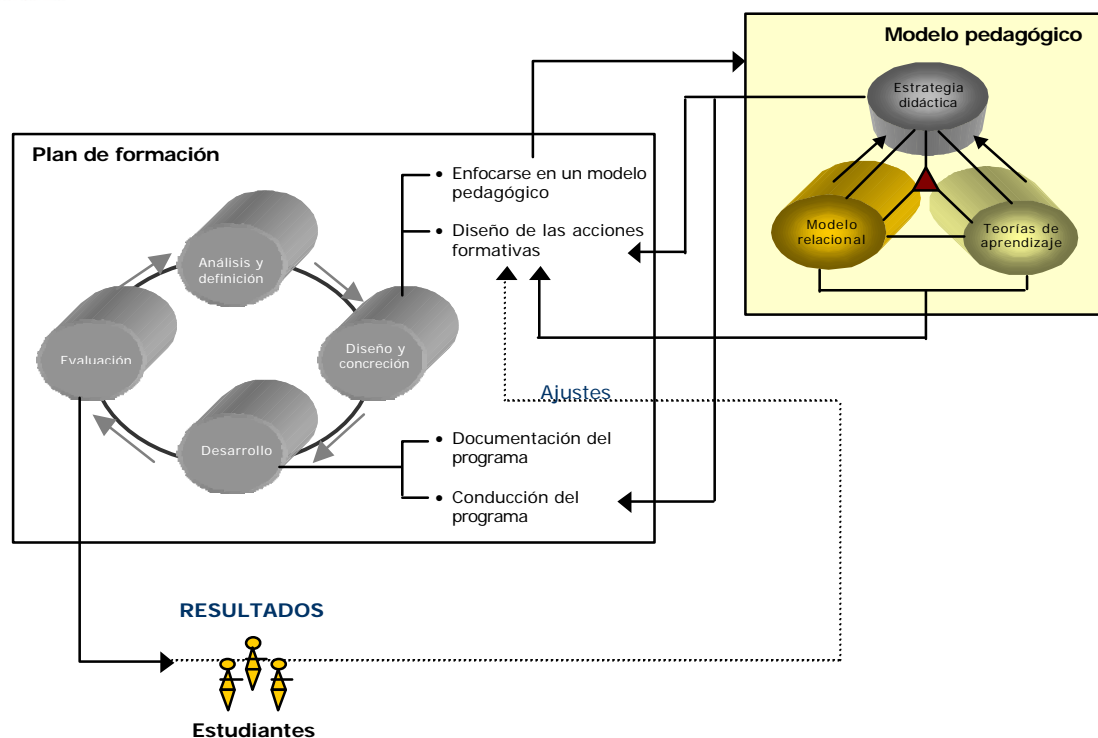 Modelo pedagógico
Estrategia
didáctica
Modelo
relacional
Teorías de
aprendizaje
Plan de formación
• Enfocarse en un modelo
pedagógico
• Diseño de las acciones
formativas
Análisis y
definición
Evaluación
Diseño y
concreción
Desarrollo
Ajustes
• Documentación del
programa
• Conducción del
programa
RESULTADOS
Estudiantes